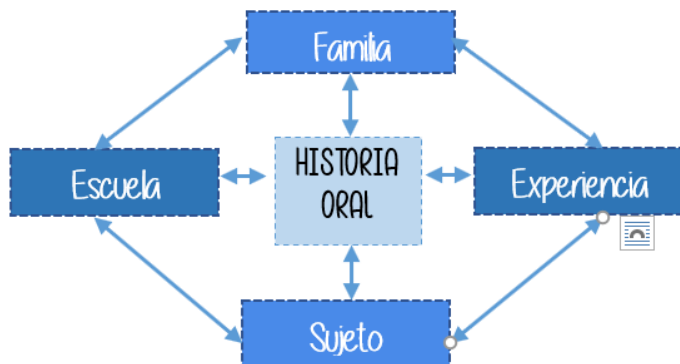 Familia
Escuela
HISTORIA
ORAL
Experiencia
Sujeto